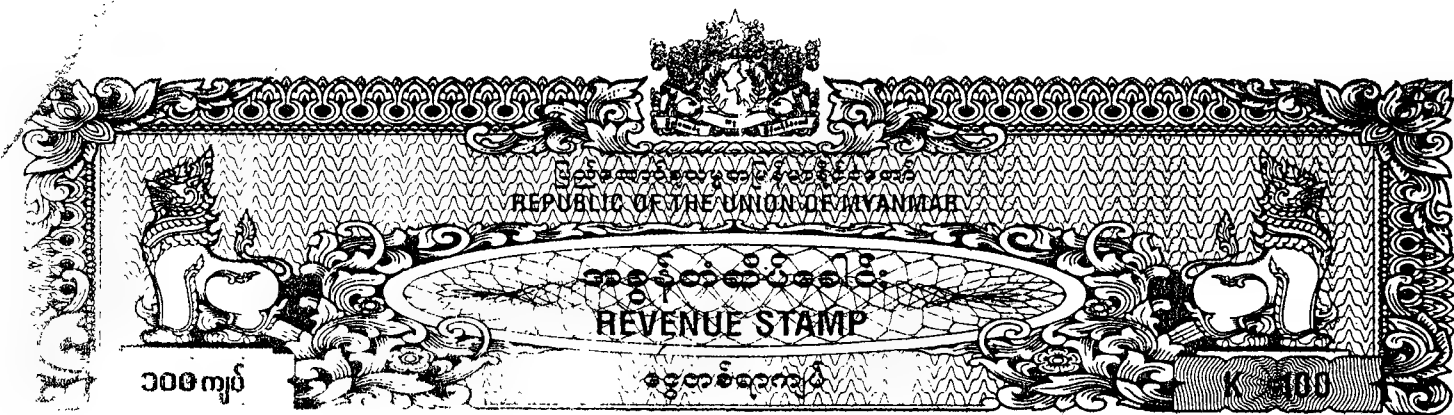 ပြည်ထောင်စုသမ္မတမြန်မာနိုင်ငံတော်
REPUBLIC OF THE UNION OF MYANMAR
အခွန်တံဆိပ်ခေါင်း
REVENUE STAMP
၁၀၀ ကျပ်
ငွေတစ်ရာကျပ်
K 100